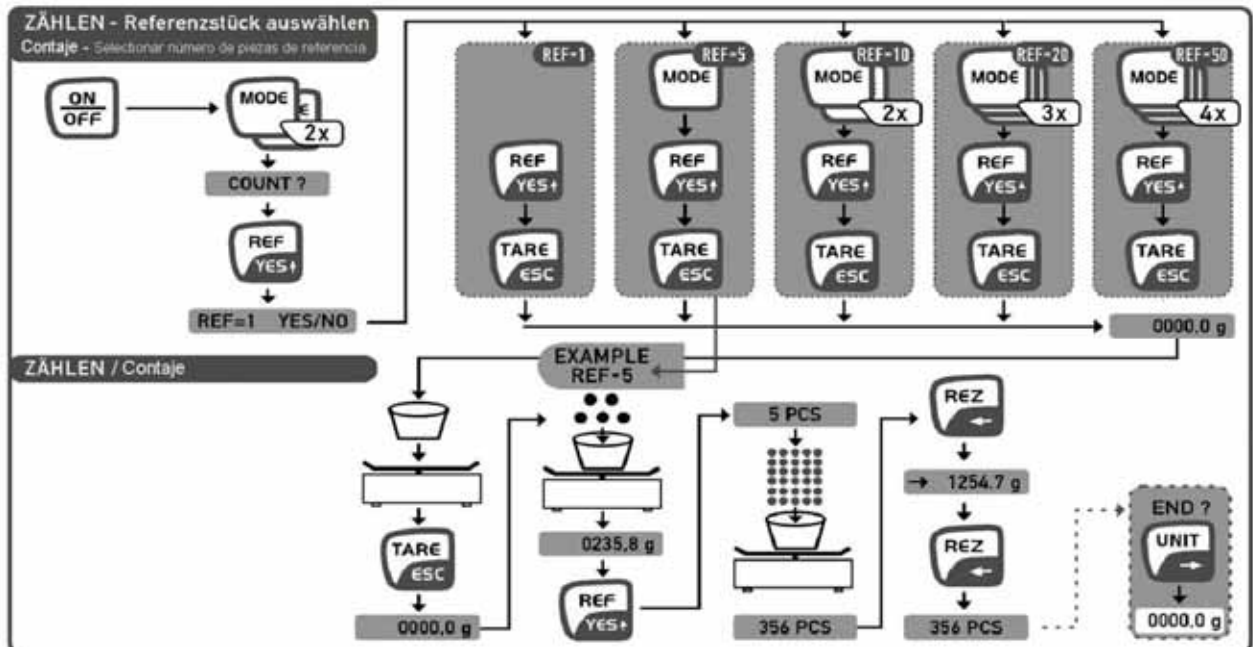 ZÄHLEN - Referenzstück auswählen
Contaje - Selectionar número de piezas de referencia
ON
OFF
MODE
2x
COUNT ?
REF
YES
REF=1 YES/NO
REF-1
REF
YES
TARE
ESC
REF-5
MODE
REF
YES
TARE
ESC
REF-10
MODE
2x
REF
YES
TARE
ESC
REF-20
MODE
3x
REF
YES
TARE
ESC
REF-50
MODE
4x
REF
YES
TARE
ESC
0000.0 g
ZÄHLEN / Contaje
TARE
ESC
0000,0 g
EXAMPLE
REF-5
0235,8 g
REF
YES
5 PCS
356 PCS
REZ
→ 1254.7 g
REZ
356 PCS
END ?
UNIT
0000.0 g